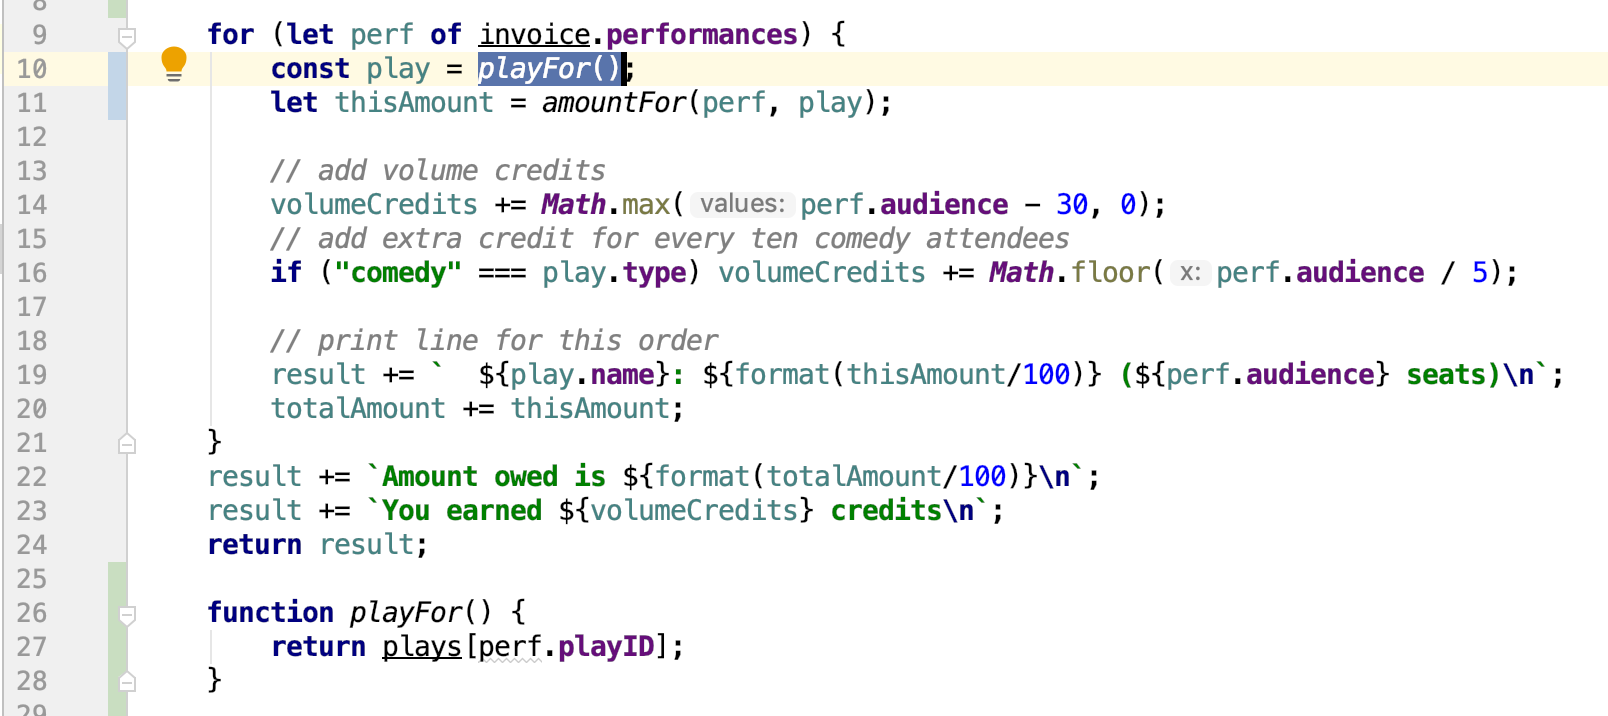 8
9 for (let perf of invoice.performances) {
10 const play = playFor();
11 let thisAmount = amountFor(perf, play);
12
13 // add volume credits
14 volumeCredits += Math.max( values: perf.audience - 30, 0);
15 // add extra credit for every ten comedy attendees
16 if ("comedy" === play.type) volumeCredits += Math.floor( x: perf.audience / 5);
17
18 // print line for this order
19 result += `  ${play.name}: ${format(thisAmount/100)} (${perf.audience} seats)\n`;
20 totalAmount += thisAmount;
21 }
22 result += `Amount owed is ${format(totalAmount/100)}\n`;
23 result += `You earned ${volumeCredits} credits\n`;
24 return result;
25
26 function playFor() {
27 return plays[perf.playID];
28 }
29